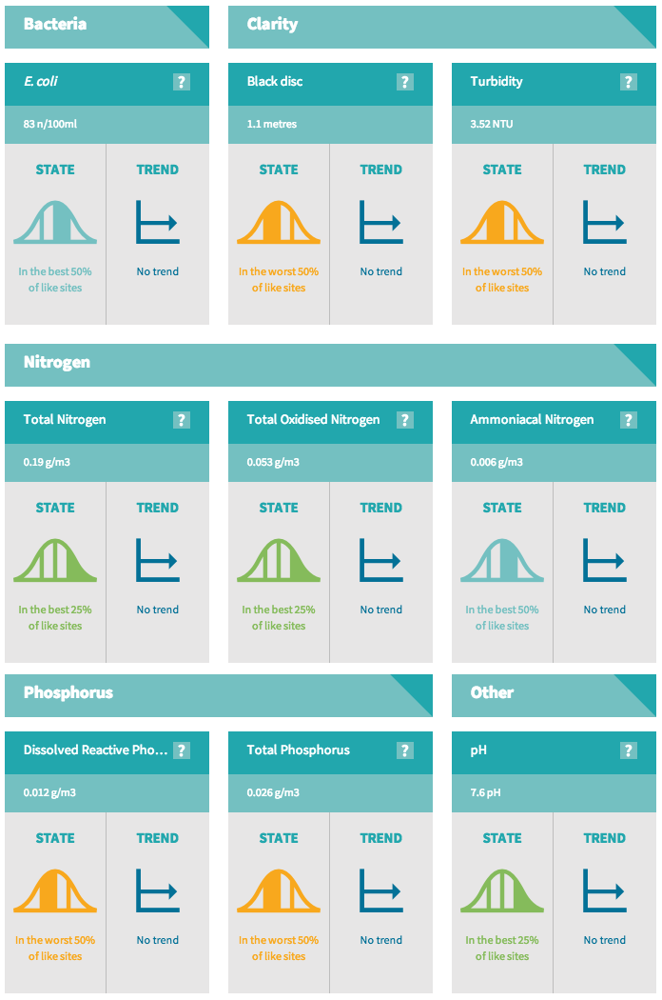 Bacteria
Clarity
E. coli ?
Black disc ?
Turbidity ?
83 n/100ml
1.1 metres
3.52 NTU
STATE TREND
STATE TREND
STATE TREND
In the best 50%
of like sites
No trend
In the worst 50%
of like sites
No trend
In the worst 50%
of like sites
No trend
Nitrogen
Total Nitrogen ?
Total Oxidised Nitrogen ?
Ammoniacal Nitrogen ?
0.19 g/m3
0.053 g/m3
0.006 g/m3
STATE TREND
STATE TREND
STATE TREND
In the best 25%
of like sites
No trend
In the best 25%
of like sites
No trend
In the best 50%
of like sites
No trend
Phosphorus
Other
Dissolved Reactive Pho... ?
Total Phosphorus ?
pH ?
0.012 g/m3
0.026 g/m3
7.6 pH
STATE TREND
STATE TREND
STATE TREND
In the worst 50%
of like sites
No trend
In the worst 50%
of like sites
No trend
In the best 25%
of like sites
No trend